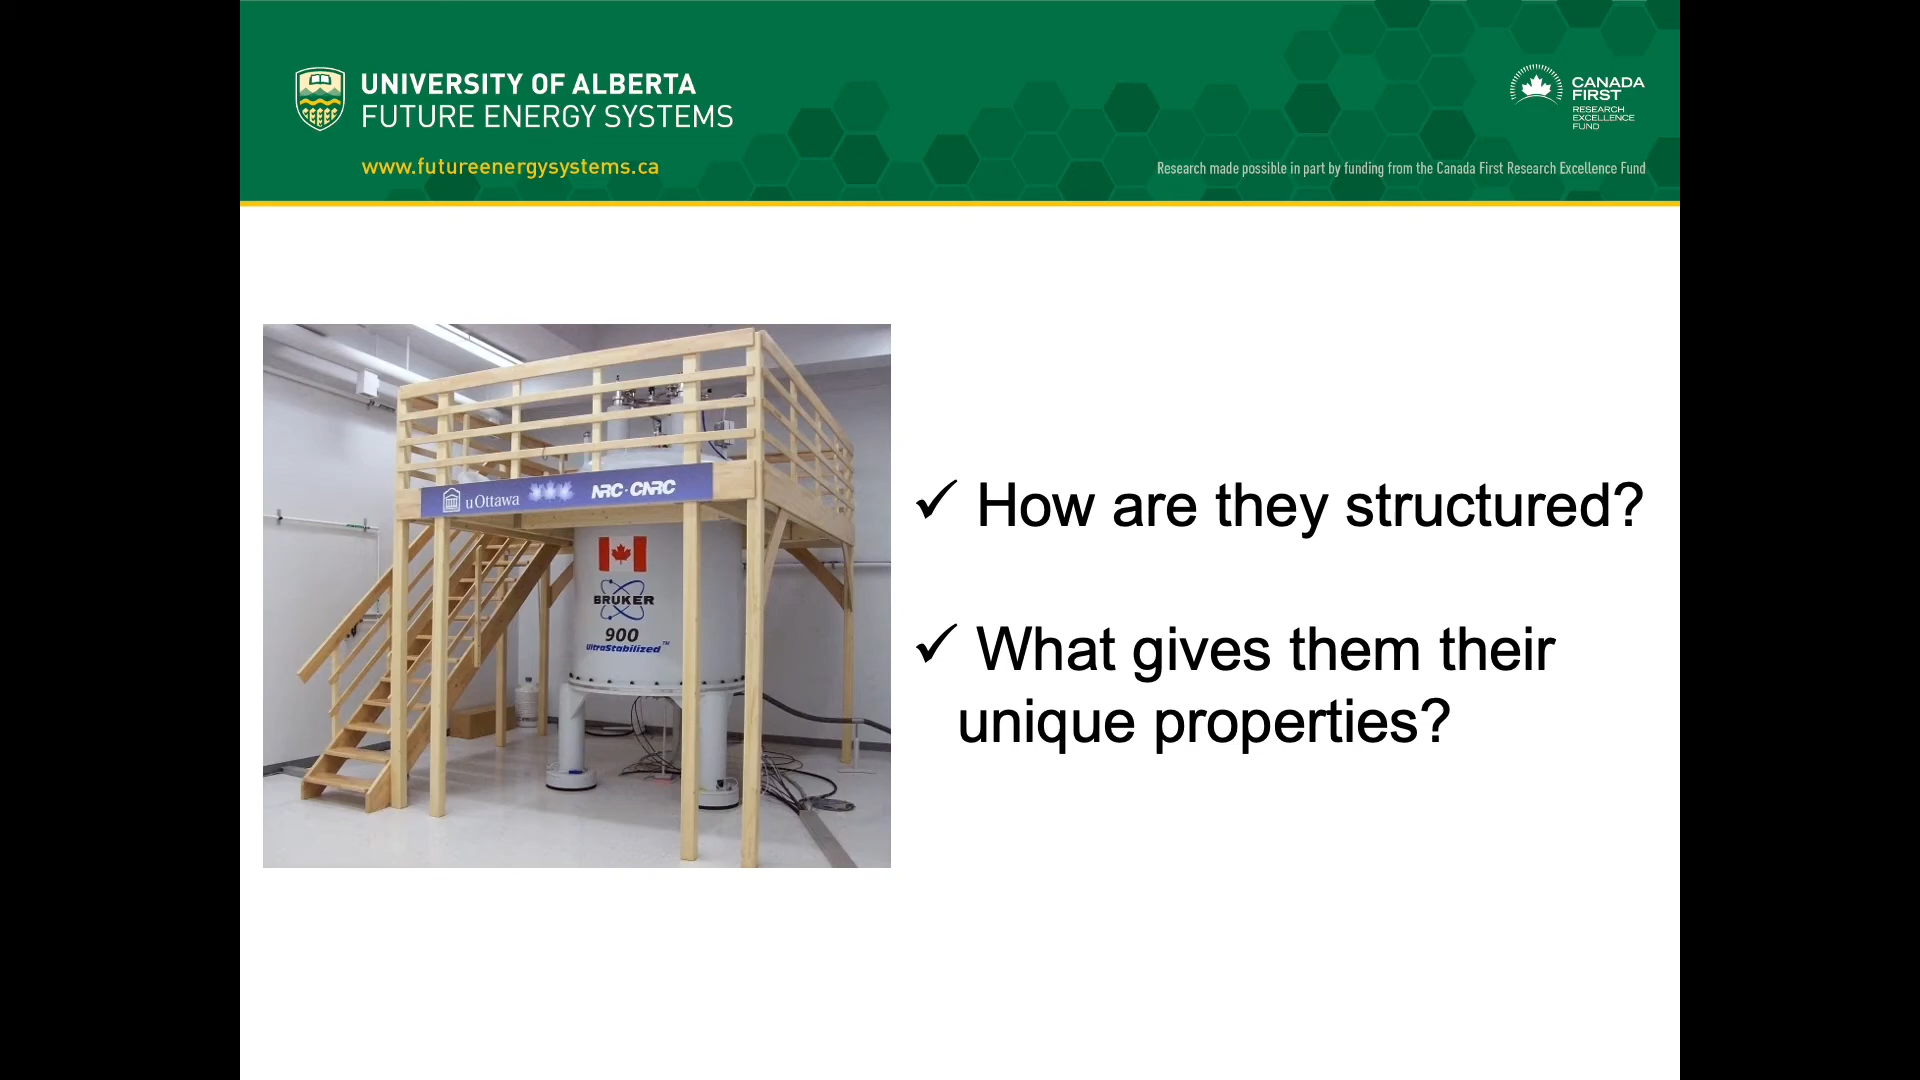 UNIVERSITY OF ALBERTA
FUTURE ENERGY SYSTEMS
www.futureenergysystems.ca
CANADA
FIRST
RESEARCH
EXCELLENCE
FUND
Research made possible in part by funding from the Canada First Research Excellence Fund
uOttawa
NRC·CNRC
BRUKER
900
UltraStabilized™
✓ How are they structured?
✓ What gives them their
unique properties?